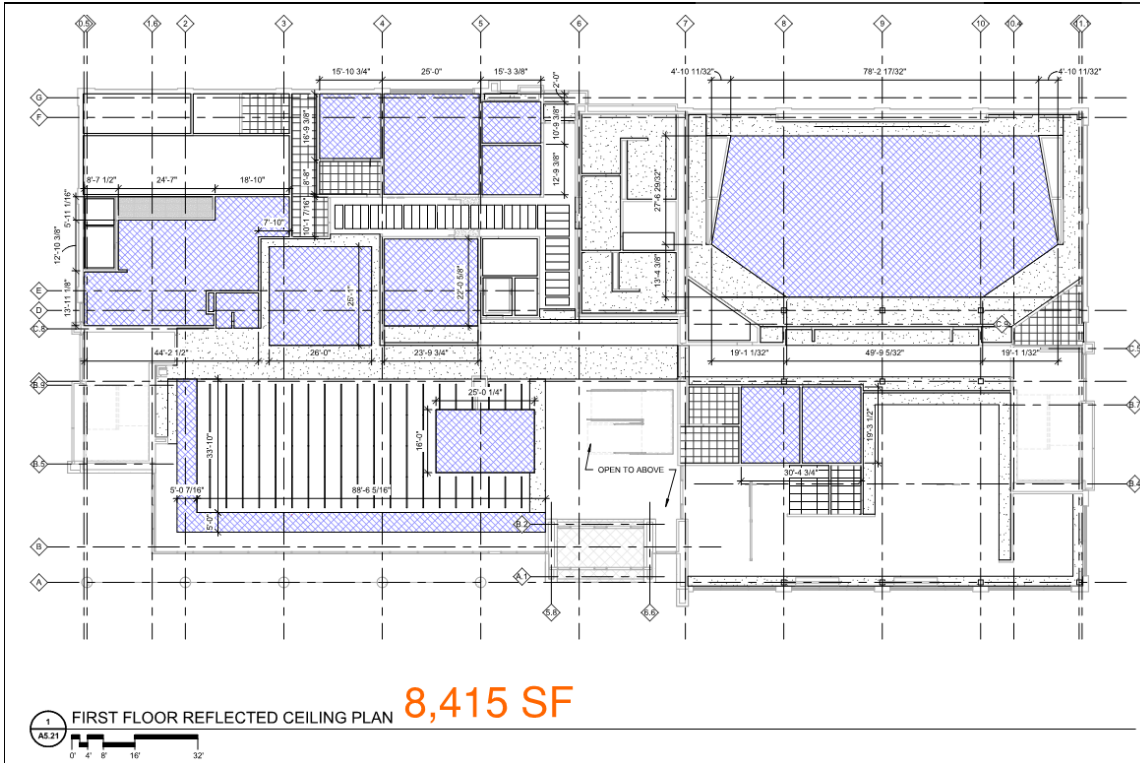 0.5 1.6 2 3 4 5 6 7 8 9 10 10.4 11.1
15'-10 3/4" 25'-0" 15'-3 3/8" 2'-0" 4'-10 11/32" 78'-2 17/32" 4'-10 11/32"
G
F
16'-9 3/8" 10'-9 3/8"
8'-8" 12'-9 3/8" 27'-6 29/32"
8'-7 1/2" 24'-7" 18'-10"
5'-11 1/16" 7'-10" 10'-1 7/16"
12'-10 3/8" 26'-1" 22'-0 5/8" 13'-4 3/8"
E
13'-11 1/8"
D
C.8 C.9
44'-2 1/2" 26'-0" 23'-9 3/4" 19'-1 1/32" 49'-9 5/32" 19'-1 1/32"
C.5
B.9
25'-0 1/4"
B.7
33'-10" 16'-0" 19'-3 1/2"
B.5 OPEN TO ABOVE 30'-4 3/4"
B.4
5'-0 7/16" 88'-6 5/16"
5'-0" B.2
B
A A.1
5.8 6.6
8,415 SF
1 FIRST FLOOR REFLECTED CEILING PLAN
A5.21
0' 4' 8' 16' 32'